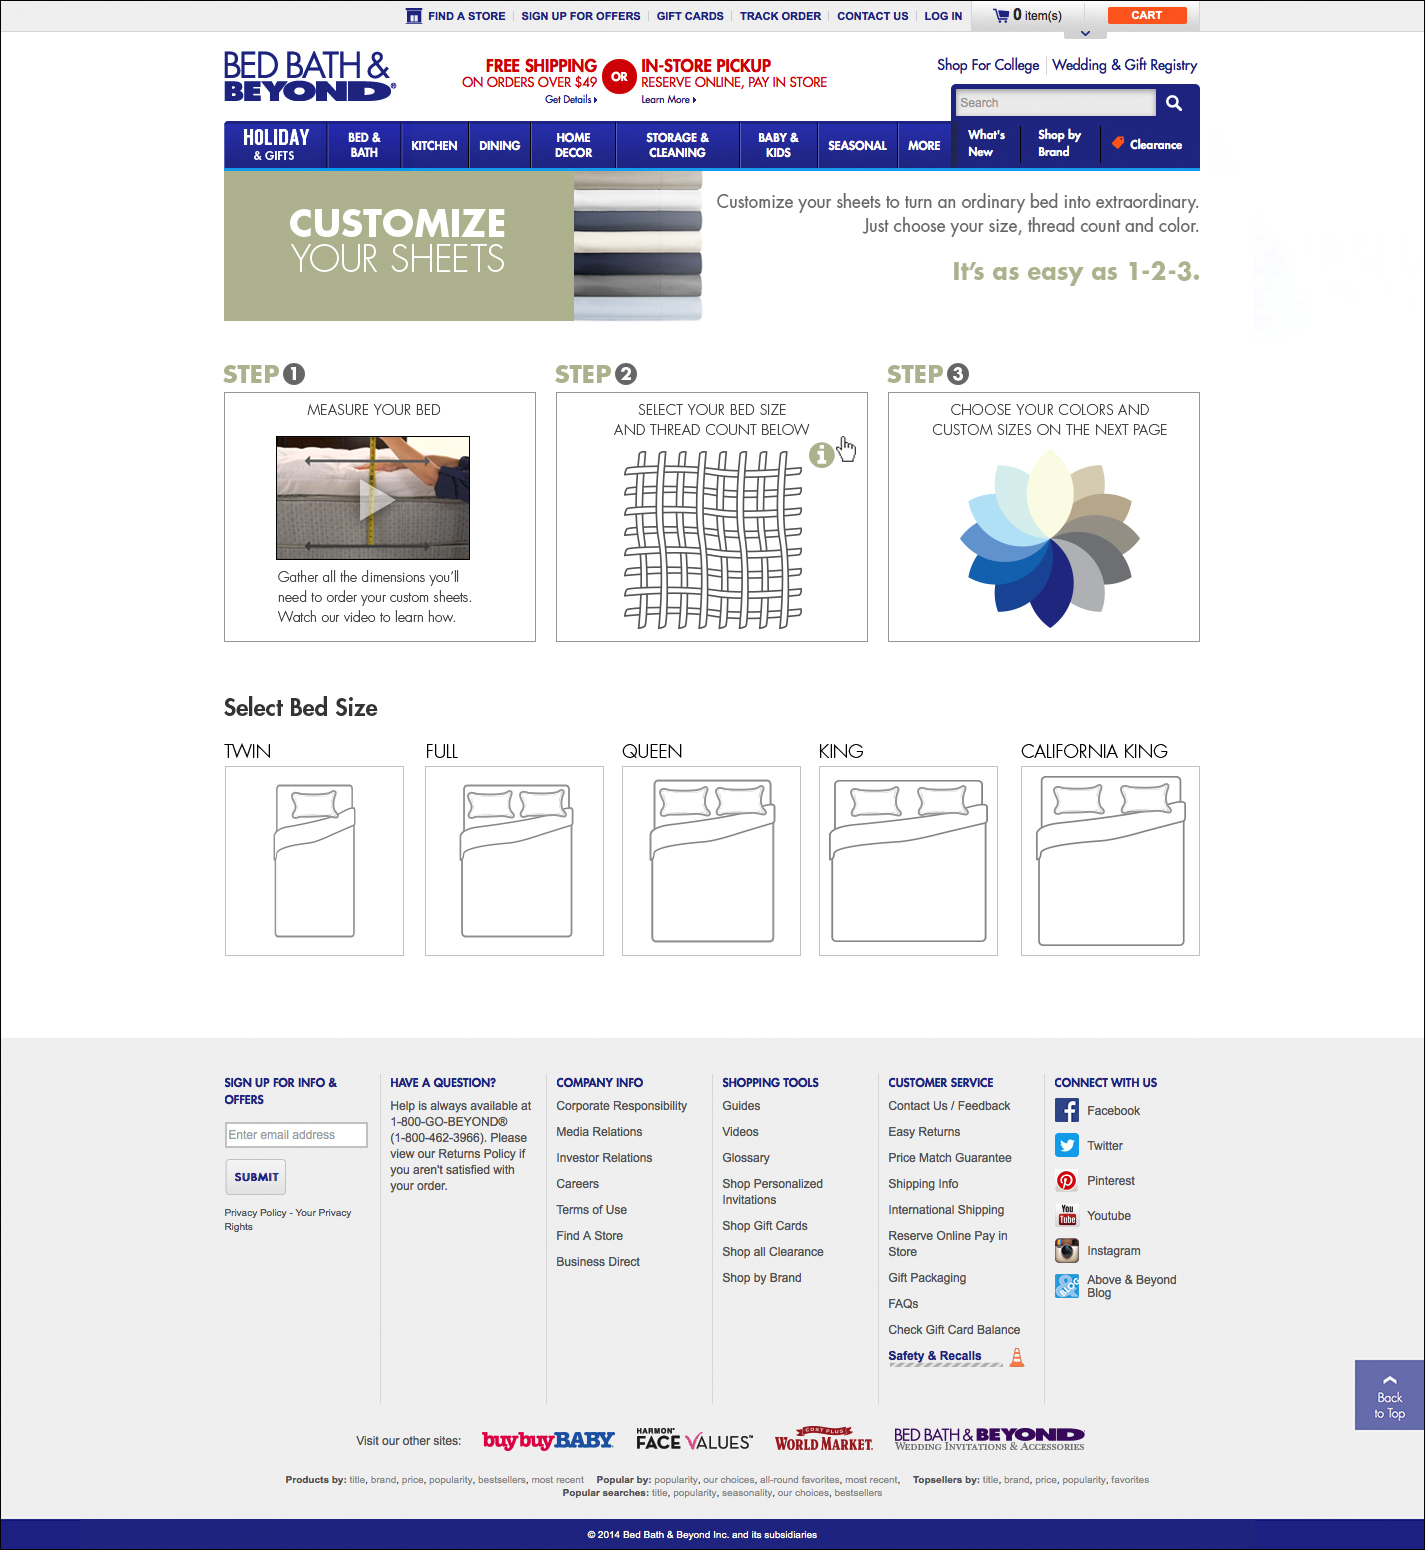 FIND A STORE
SIGN UP FOR OFFERS
GIFT CARDS
TRACK ORDER
CONTACT US
LOG IN
0 item(s)
CART
BED BATH &
BEYOND®
FREE SHIPPING
ON ORDERS OVER $49
Get Details
OR
IN-STORE PICKUP
RESERVE ONLINE, PAY IN STORE
Learn More
Shop For College
Wedding & Gift Registry
Search
HOLIDAY
& GIFTS
BED &
BATH
KITCHEN
DINING
HOME
DECOR
STORAGE &
CLEANING
BABY &
KIDS
SEASONAL
MORE
What's
New
Shop by
Brand
Clearance
CUSTOMIZE
YOUR SHEETS
Customize your sheets to turn an ordinary bed into extraordinary.
Just choose your size, thread count and color.
It's as easy as 1-2-3.
STEP 1
MEASURE YOUR BED
Gather all the dimensions you'll
need to order your custom sheets.
Watch our video to learn how.
STEP 2
SELECT YOUR BED SIZE
AND THREAD COUNT BELOW
i
STEP 3
CHOOSE YOUR COLORS AND
CUSTOM SIZES ON THE NEXT PAGE
Select Bed Size
TWIN
FULL
QUEEN
KING
CALIFORNIA KING
SIGN UP FOR INFO &
OFFERS
Enter email address
SUBMIT
Privacy Policy - Your Privacy
Rights
HAVE A QUESTION?
Help is always available at
1-800-GO-BEYOND®
(1-800-462-3966). Please
view our Returns Policy if
you aren't satisfied with
your order.
COMPANY INFO
Corporate Responsibility
Media Relations
Investor Relations
Careers
Terms of Use
Find A Store
Business Direct
SHOPPING TOOLS
Guides
Videos
Glossary
Shop Personalized
Invitations
Shop Gift Cards
Shop all Clearance
Shop by Brand
CUSTOMER SERVICE
Contact Us / Feedback
Easy Returns
Price Match Guarantee
Shipping Info
International Shipping
Reserve Online Pay in
Store
Gift Packaging
FAQs
Check Gift Card Balance
Safety & Recalls
CONNECT WITH US
Facebook
Twitter
Pinterest
You
Tube
Youtube
Instagram
& BLOG
Above & Beyond
Blog
Back
to Top
Visit our other sites:
buybuyBABY
HARMON®
FACE VALUES™
COST PLUS
WORLD MARKET.
BED BATH & BEYOND
WEDDING INVITATIONS & ACCESSORIES
Products by: title, brand, price, popularity, bestsellers, most recent
Popular by: popularity, our choices, all-round favorites, most recent,
Topsellers by: title, brand, price, popularity, favorites
Popular searches: title, popularity, seasonality, our choices, bestsellers
© 2014 Bed Bath & Beyond Inc. and its subsidiaries